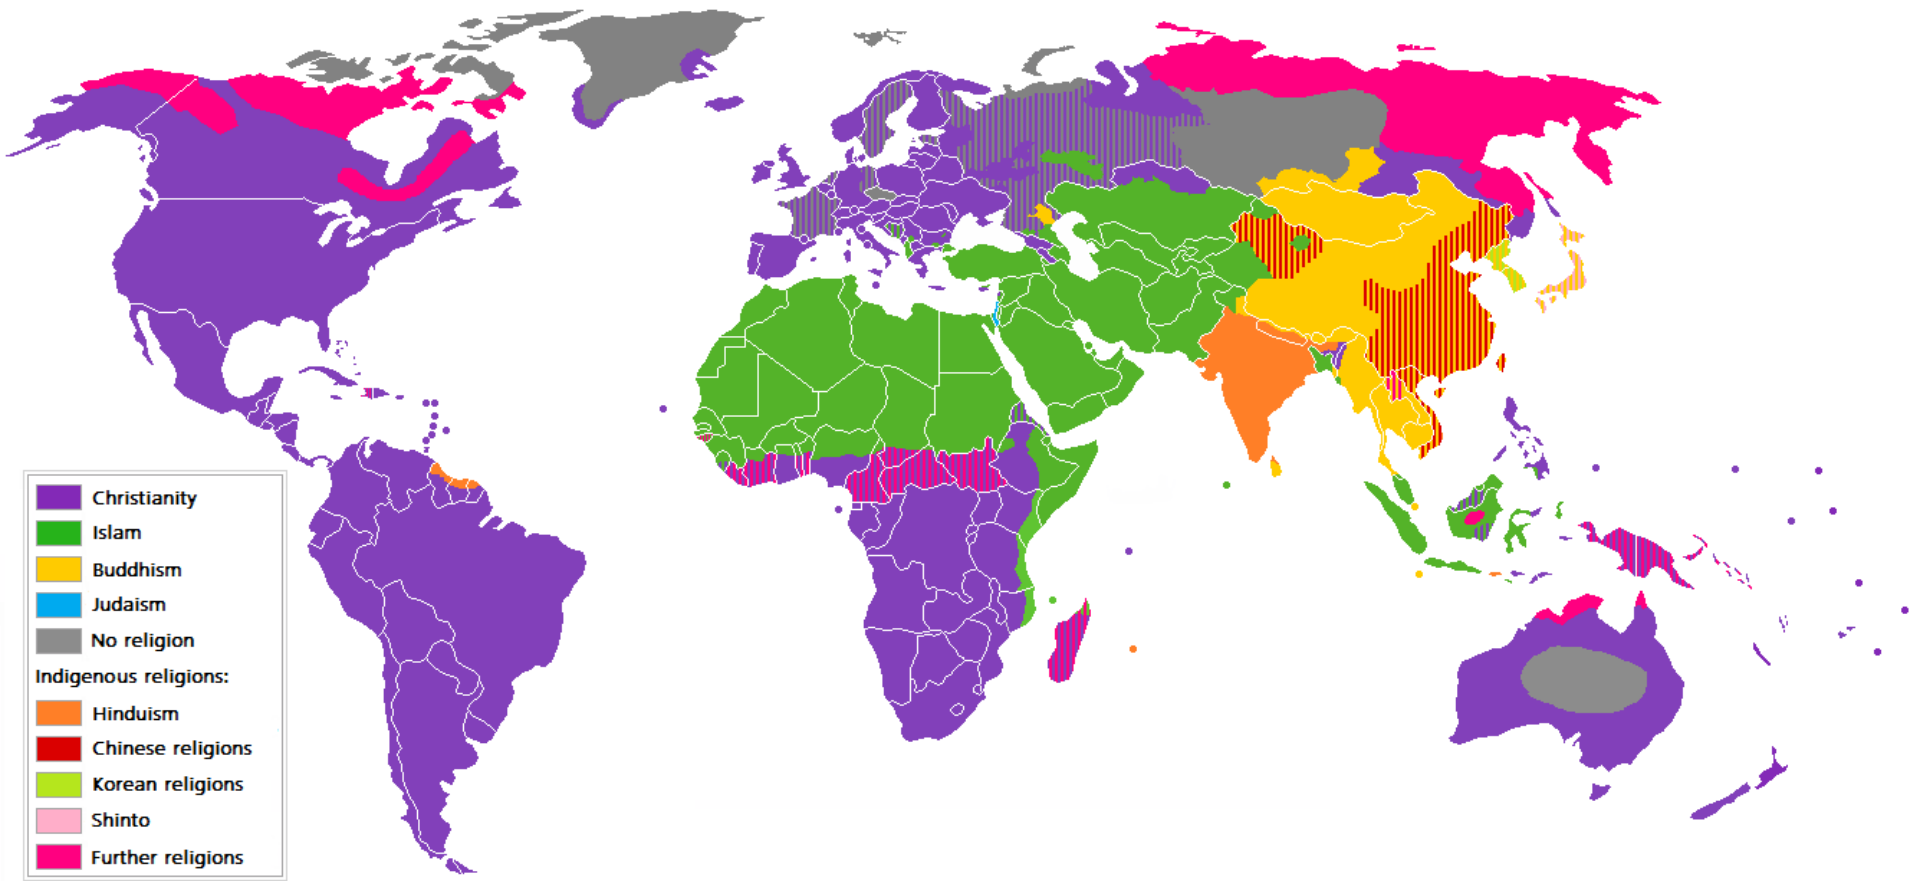 Christianity
Islam
Buddhism
Judaism
No religion
Indigenous religions:
Hinduism
Chinese religions
Korean religions
Shinto
Further religions